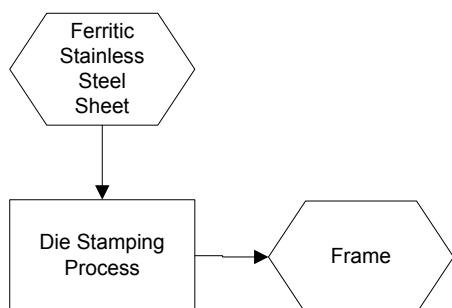 Ferritic
Stainless
Steel
Sheet
Die Stamping
Process
Frame